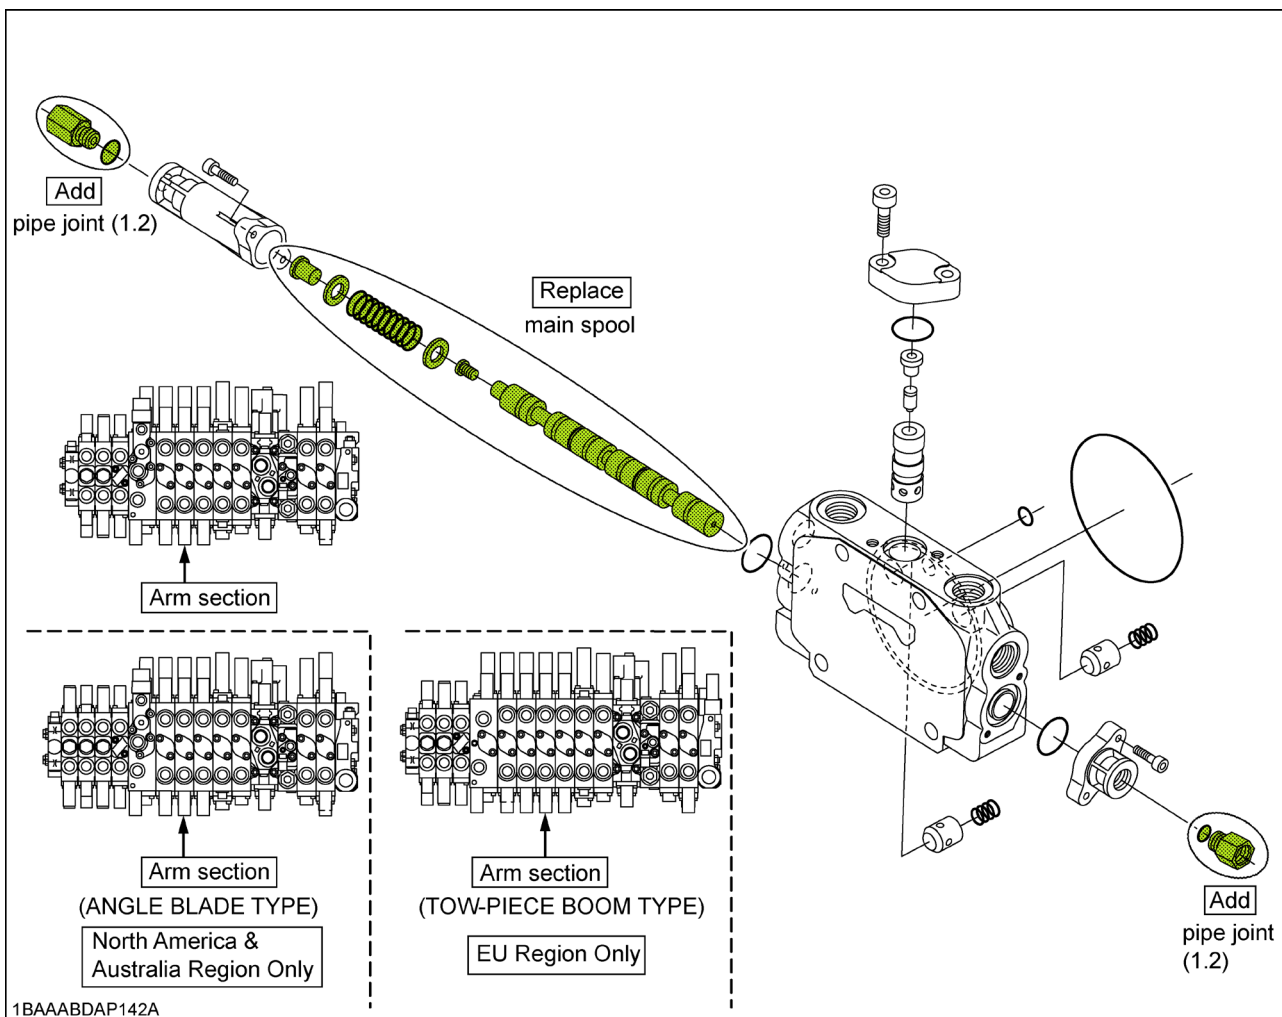 Add
pipe joint (1.2)
Replace
main spool
Arm section
Arm section
(ANGLE BLADE TYPE)
North America &
Australia Region Only
Arm section
(TOW-PIECE BOOM TYPE)
EU Region Only
Add
pipe joint
(1.2)
1BAAABDAP142A